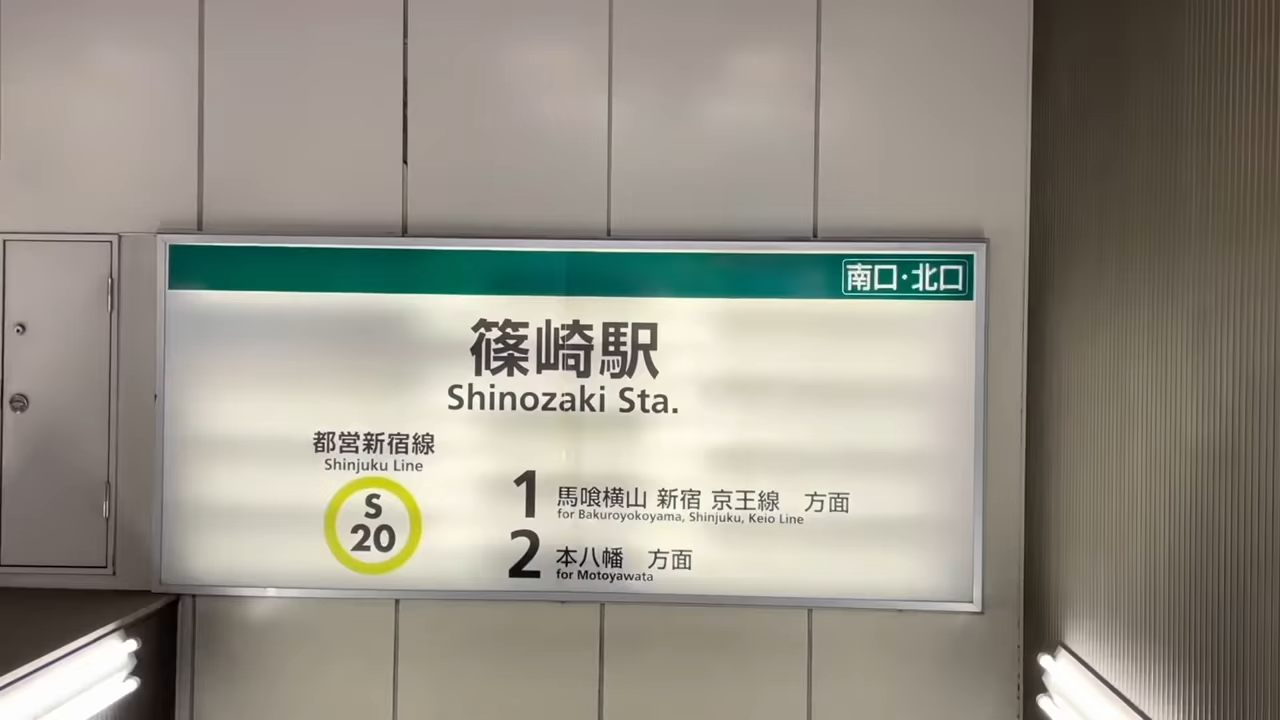 南口・北口
篠崎駅
Shinozaki Sta.
都営新宿線
Shinjuku Line
S
20
1 馬喰横山 新宿 京王線 方面
for Bakuroyokoyama, Shinjuku, Keio Line
2 本八幡 方面
for Motoyawata